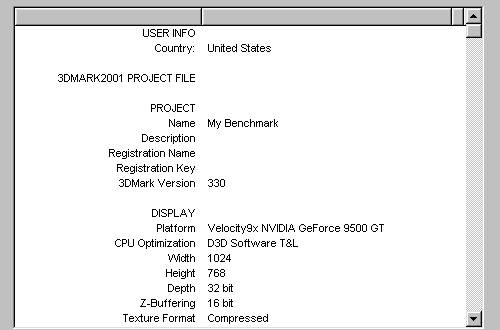 USER INFO
Country: United States
3DMARK2001 PROJECT FILE
PROJECT
Name My Benchmark
Description
Registration Name
Registration Key
3DMark Version 330
DISPLAY
Platform Velocity9x NVIDIA GeForce 9500 GT
CPU Optimization D3D Software T&L
Width 1024
Height 768
Depth 32 bit
Z-Buffering 16 bit
Texture Format Compressed